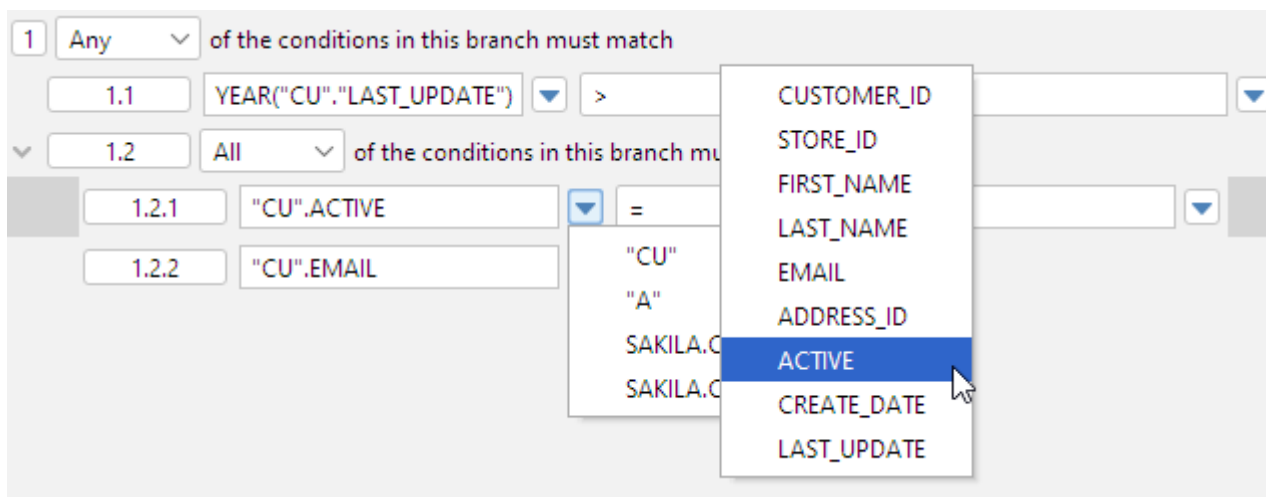 1 Any of the conditions in this branch must match
1.1 YEAR("CU"."LAST_UPDATE") >
1.2 All of the conditions in this branch
1.2.1 "CU".ACTIVE =
1.2.2 "CU".EMAIL
"CU"
"A"
CUSTOMER_ID
STORE_ID
FIRST_NAME
LAST_NAME
EMAIL
ADDRESS_ID
ACTIVE
CREATE_DATE
LAST_UPDATE